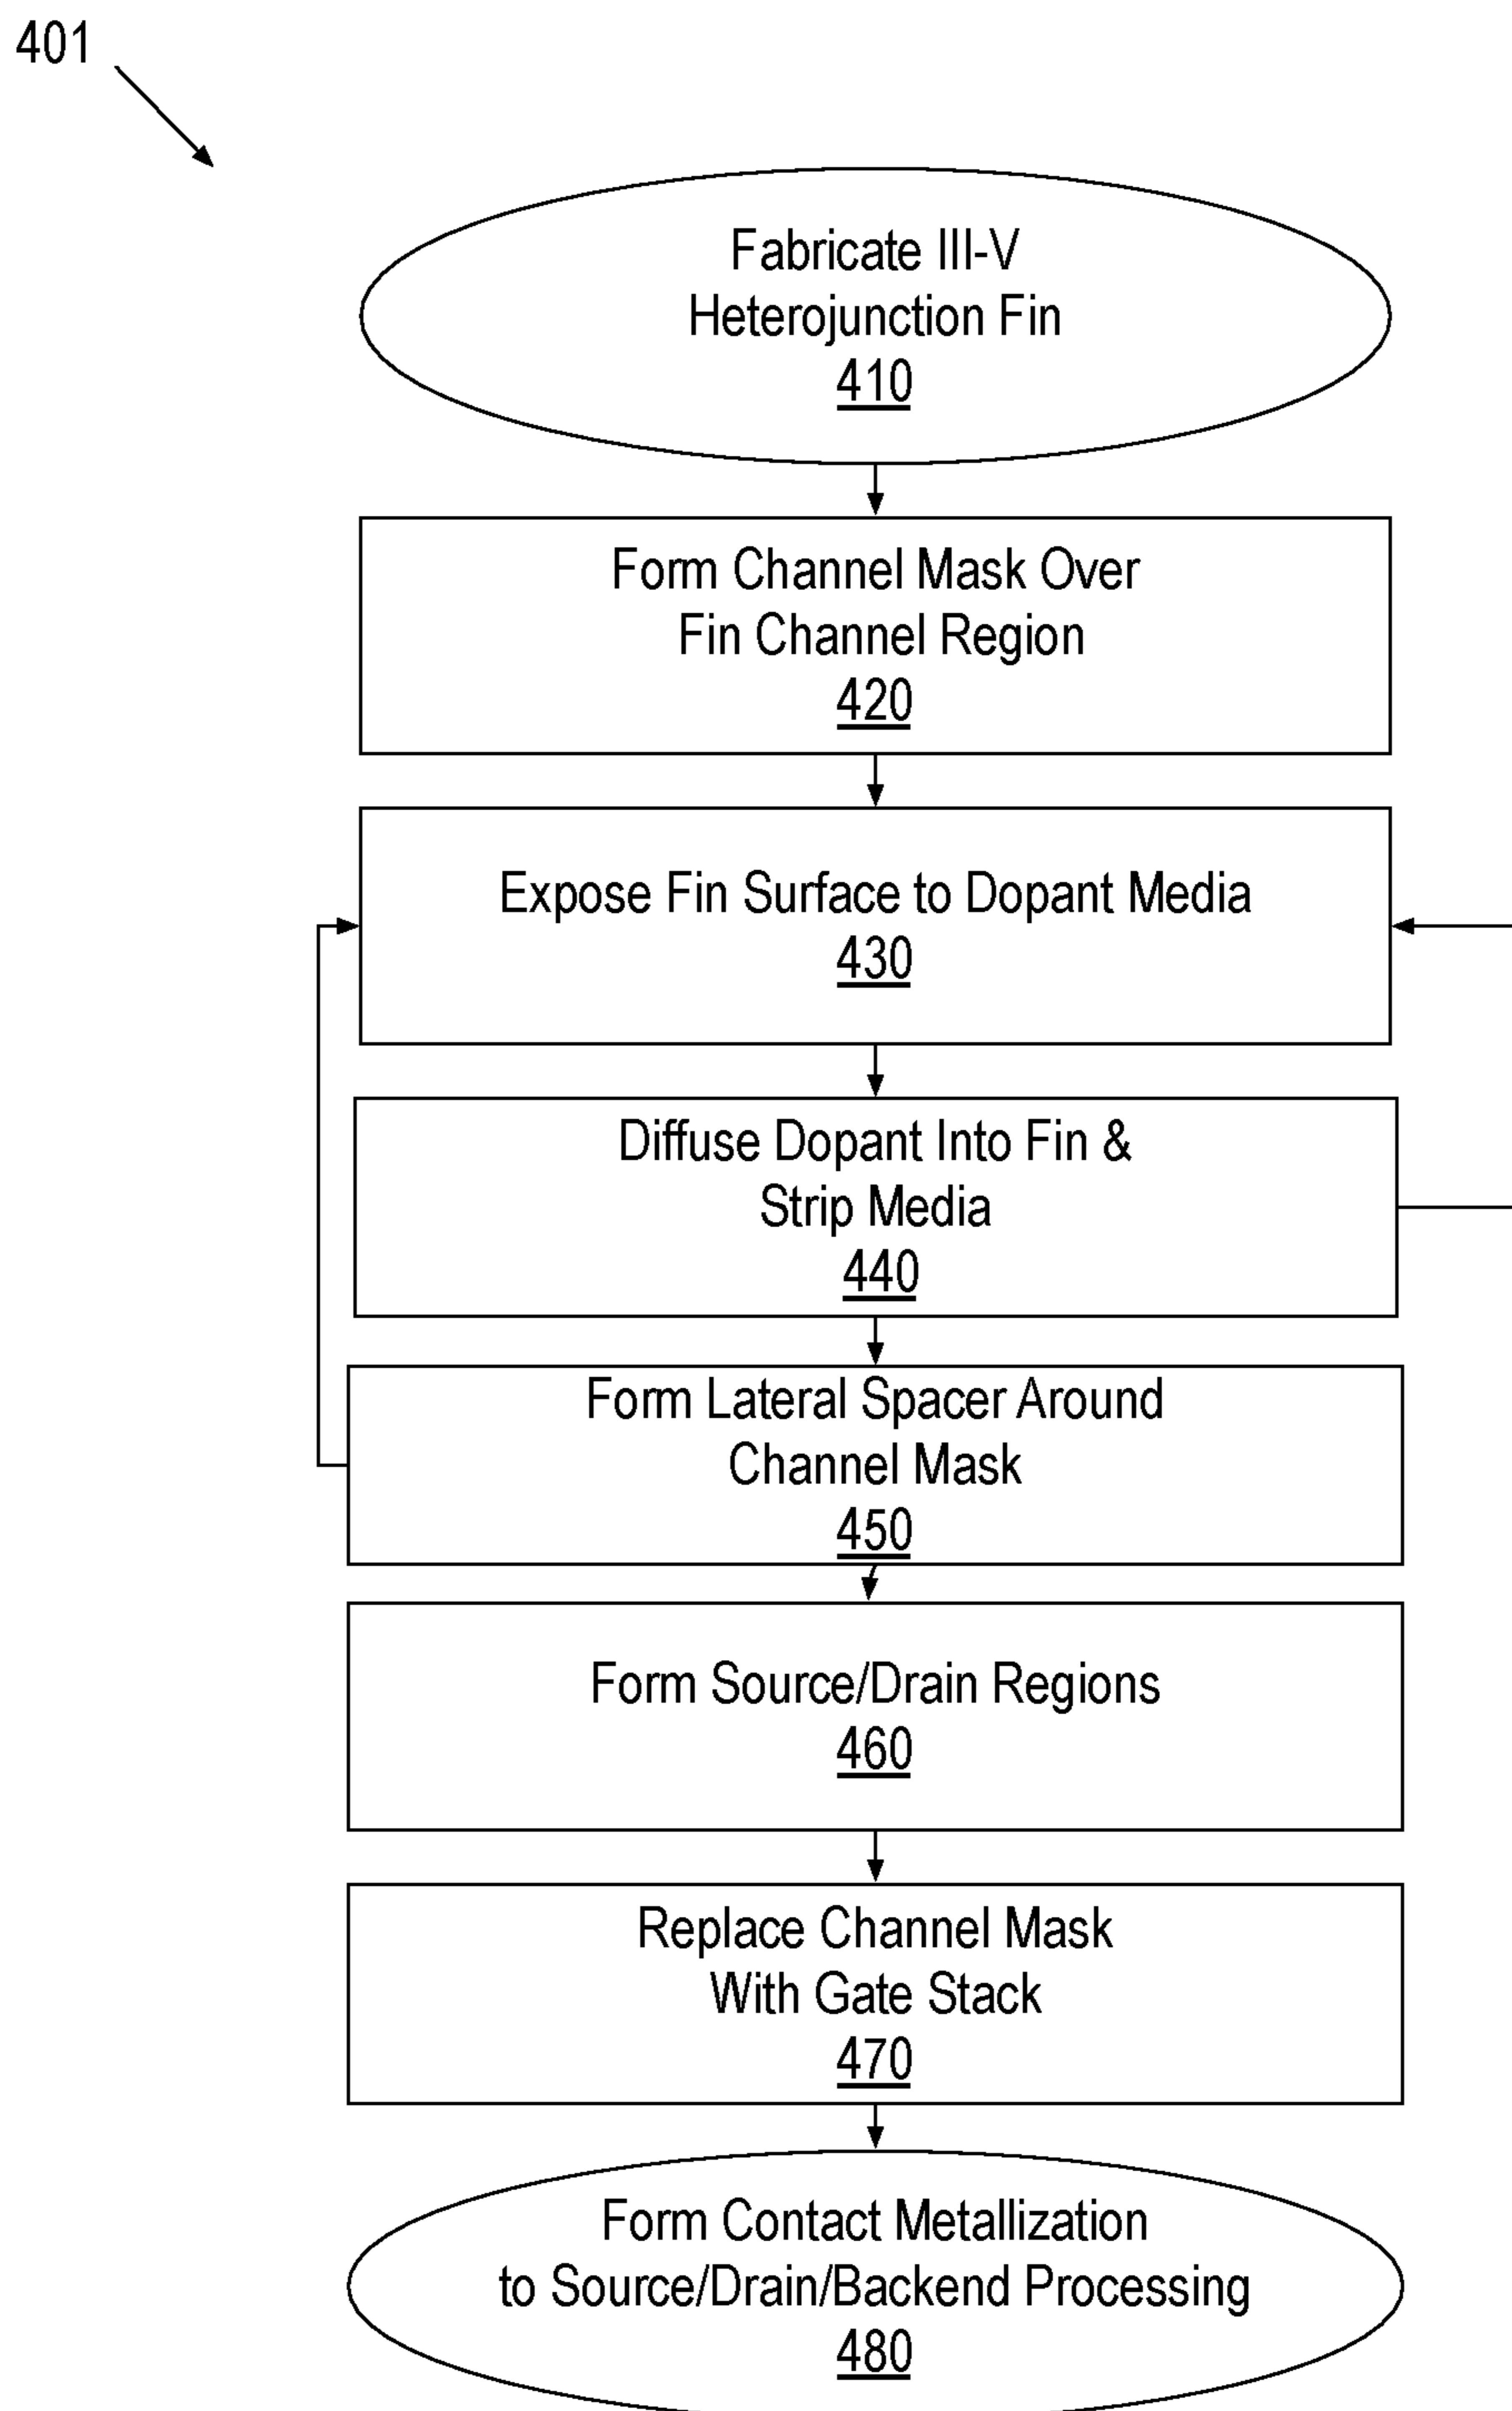 401
Fabricate III-V
Heterojunction Fin
410
Form Channel Mask Over
Fin Channel Region
420
Expose Fin Surface to Dopant Media
430
Diffuse Dopant Into Fin &
Strip Media
440
Form Lateral Spacer Around
Channel Mask
450
Form Source/Drain Regions
460
Replace Channel Mask
With Gate Stack
470
Form Contact Metallization
to Source/Drain/Backend Processing
480